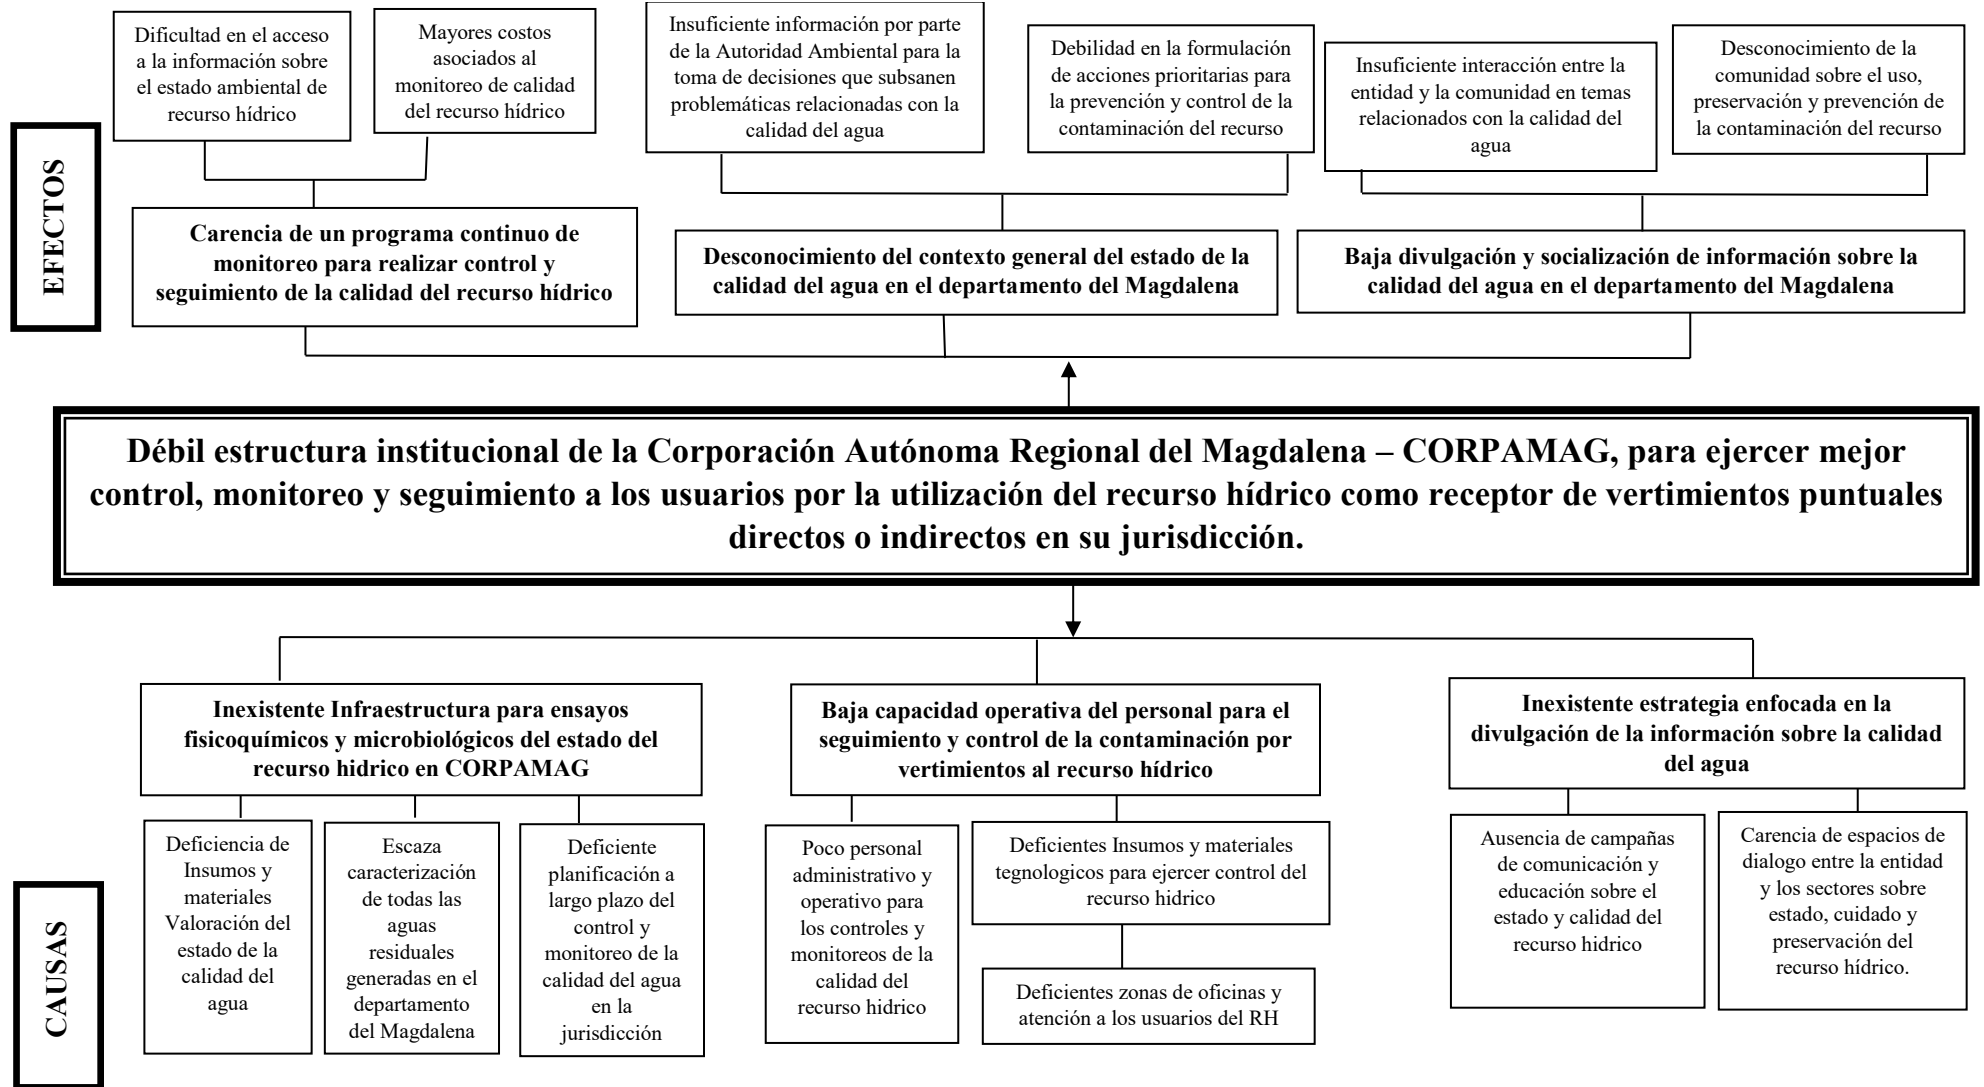 Dificultad en el acceso
a la información sobre
el estado ambiental de
recurso hídrico
Mayores costos
asociados al
monitoreo de calidad
del recurso hídrico
Insuficiente información por parte
de la Autoridad Ambiental para la
toma de decisiones que subsanen
problemáticas relacionadas con la
calidad del agua
Debilidad en la formulación
de acciones prioritarias para
la prevención y control de la
contaminación del recurso
Insuficiente interacción entre la
entidad y la comunidad en temas
relacionados con la calidad del
agua
Desconocimiento de la
comunidad sobre el uso,
preservación y prevención de
la contaminación del recurso
EFECTOS
Carencia de un programa continuo de
monitoreo para realizar control y
seguimiento de la calidad del recurso hídrico
Desconocimiento del contexto general del estado de la
calidad del agua en el departamento del Magdalena
Baja divulgación y socialización de información sobre la
calidad del agua en el departamento del Magdalena
Débil estructura institucional de la Corporación Autónoma Regional del Magdalena – CORPAMAG, para ejercer mejor
control, monitoreo y seguimiento a los usuarios por la utilización del recurso hídrico como receptor de vertimientos puntuales
directos o indirectos en su jurisdicción.
Inexistente Infraestructura para ensayos
fisicoquímicos y microbiológicos del estado del
recurso hidrico en CORPAMAG
Baja capacidad operativa del personal para el
seguimiento y control de la contaminación por
vertimientos al recurso hídrico
Inexistente estrategia enfocada en la
divulgación de la información sobre la calidad
del agua
CAUSAS
Deficiencia de
Insumos y
materiales
Valoración del
estado de la
calidad del
agua
Escaza
caracterización
de todas las
aguas
residuales
generadas en el
departamento
del Magdalena
Deficiente
planificación a
largo plazo del
control y
monitoreo de la
calidad del agua
en la
jurisdicción
Poco personal
administrativo y
operativo para
los controles y
monitoreos de la
calidad del
recurso hidrico
Deficientes Insumos y materiales
tegnologicos para ejercer control del
recurso hidrico
Deficientes zonas de oficinas y
atención a los usuarios del RH
Ausencia de campañas
de comunicación y
educación sobre el
estado y calidad del
recurso hidrico
Carencia de espacios de
dialogo entre la entidad
y los sectores sobre
estado, cuidado y
preservación del
recurso hídrico.